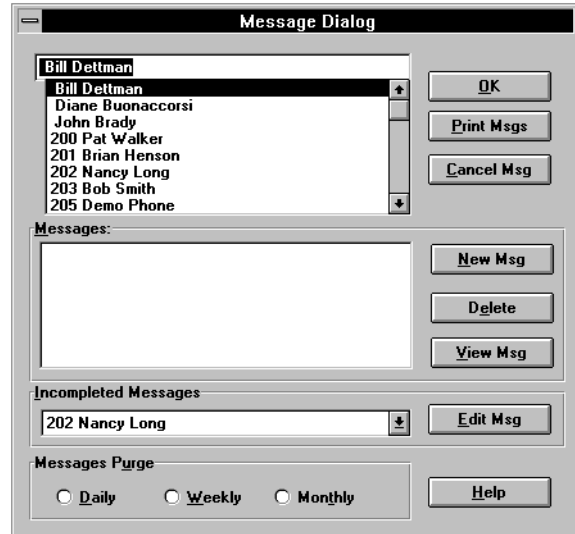 Message Dialog
Bill Dettman
Bill Dettman
Diane Buonaccorsi
John Brady
200 Pat Walker
201 Brian Henson
202 Nancy Long
203 Bob Smith
205 Demo Phone
OK
Print Msgs
Cancel Msg
Messages:
New Msg
Delete
View Msg
Incompleted Messages
202 Nancy Long
Edit Msg
Messages Purge
Daily Weekly Monthly
Help